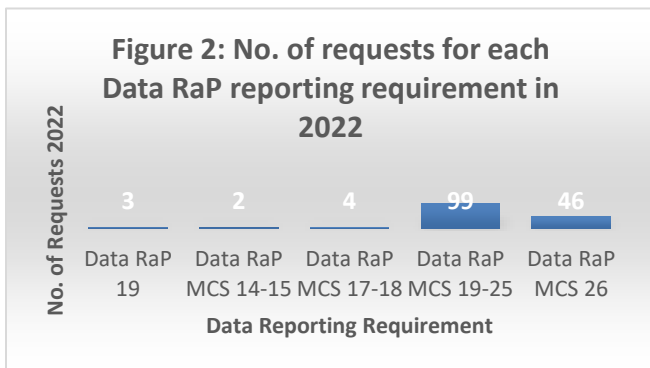 Figure 2: No. of requests for each
Data RaP reporting requirement in
2022
No. of Requests 2022
3
2
4
99
46
Data RaP
19
Data RaP
MCS 14-15
Data RaP
MCS 17-18
Data RaP
MCS 19-25
Data RaP
MCS 26
Data Reporting Requirement